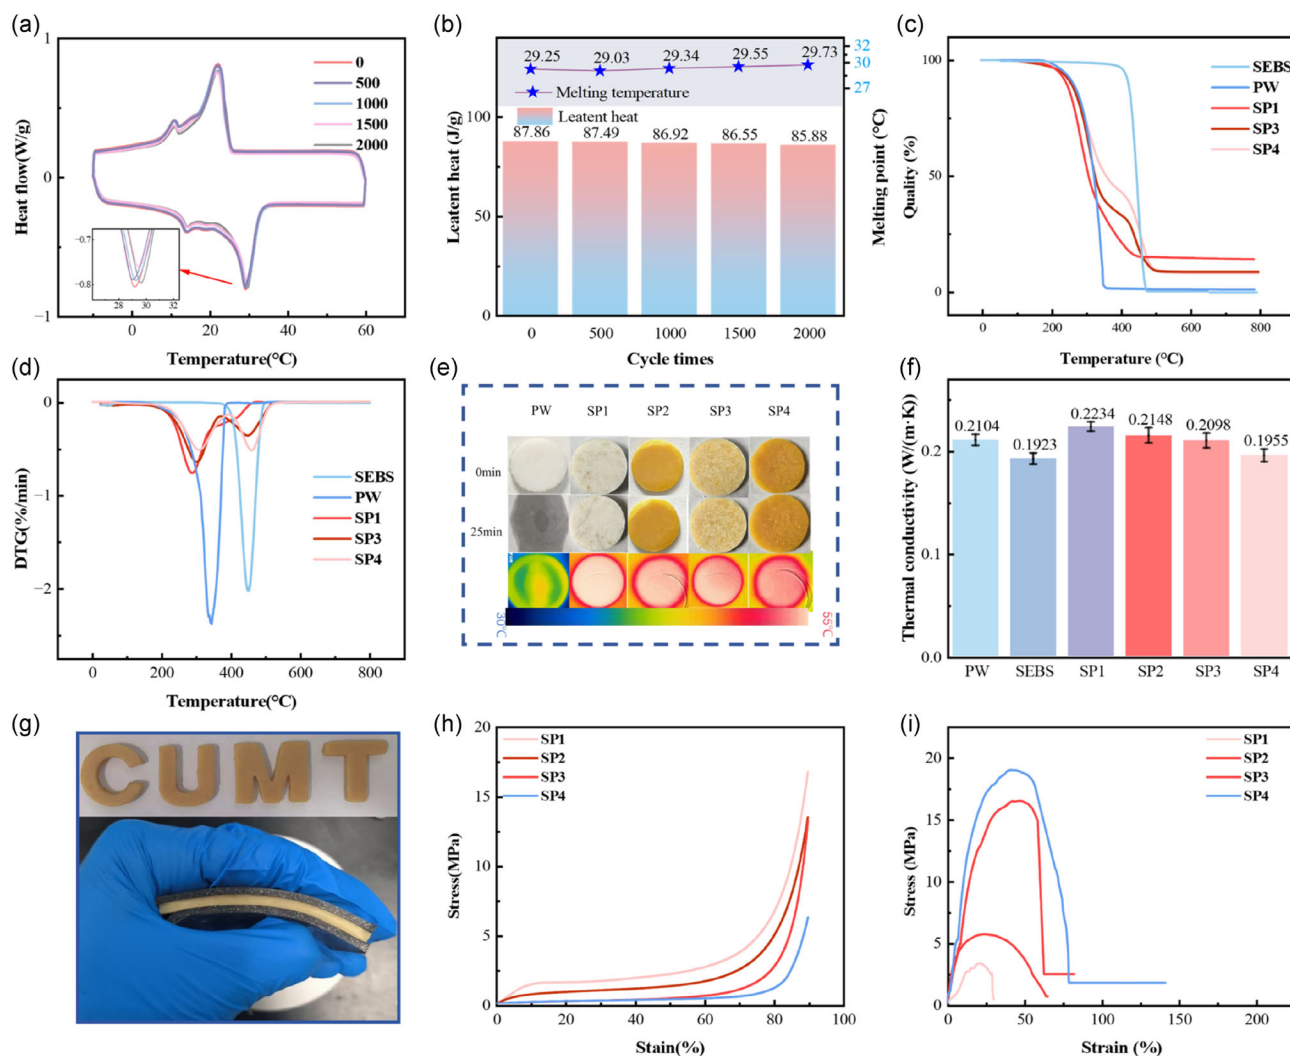 (a)
1
0
−1
Heat flow(W/g)
0
500
1000
1500
2000
−0.7
−0.8
28
30
32
0
20
40
60
Temperature(°C)
(b)
29.25
29.03
29.34
29.55
29.73
Melting temperature
Leatent heat
87.86
87.49
86.92
86.55
85.88
100
50
0
Leatent heat (J/g)
32
30
27
Melting point (°C)
0
500
1000
1500
2000
Cycle times
(c)
100
50
0
Quality (%)
SEBS
PW
SP1
SP3
SP4
0
200
400
600
800
Temperature (°C)
(d)
0
−1
−2
DTG(%/min)
SEBS
PW
SP1
SP3
SP4
0
200
400
600
800
Temperature(°C)
(e)
PW
SP1
SP2
SP3
SP4
0min
25min
30°C
55°C
(f)
0.2
0.1
0.0
Thermal conductivity (W/(m·K))
0.2104
0.1923
0.2234
0.2148
0.2098
0.1955
PW
SEBS
SP1
SP2
SP3
SP4
(g)
CUMT
(h)
20
15
10
5
0
Stress(MPa)
SP1
SP2
SP3
SP4
0
20
40
60
80
100
Stain(%)
(i)
20
15
10
5
0
Stress (MPa)
SP1
SP2
SP3
SP4
0
50
100
150
200
Strain (%)